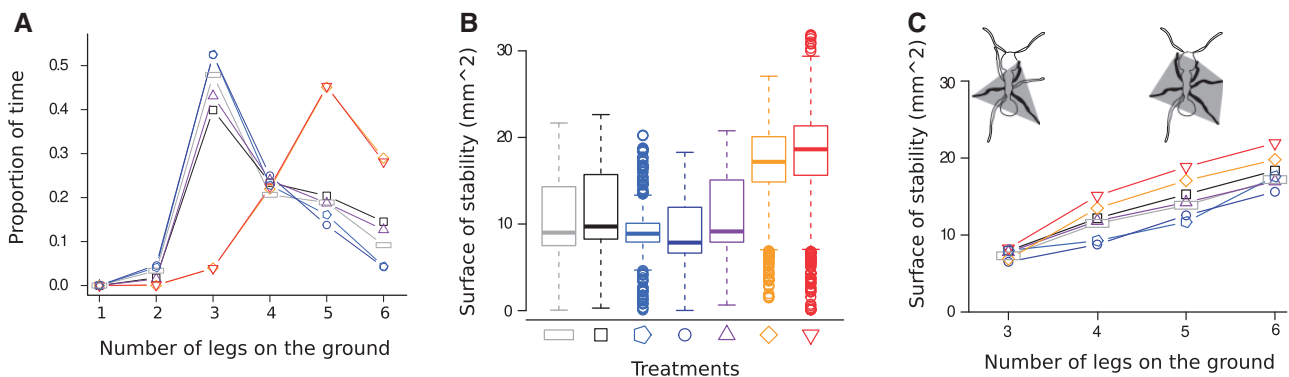 A
Proportion of time
0.5
0.4
0.3
0.2
0.1
0.0
1 2 3 4 5 6
Number of legs on the ground
B
Surface of stability (mm^2)
30
20
10
0
Treatments
C
Surface of stability (mm^2)
30
20
10
0
3 4 5 6
Number of legs on the ground